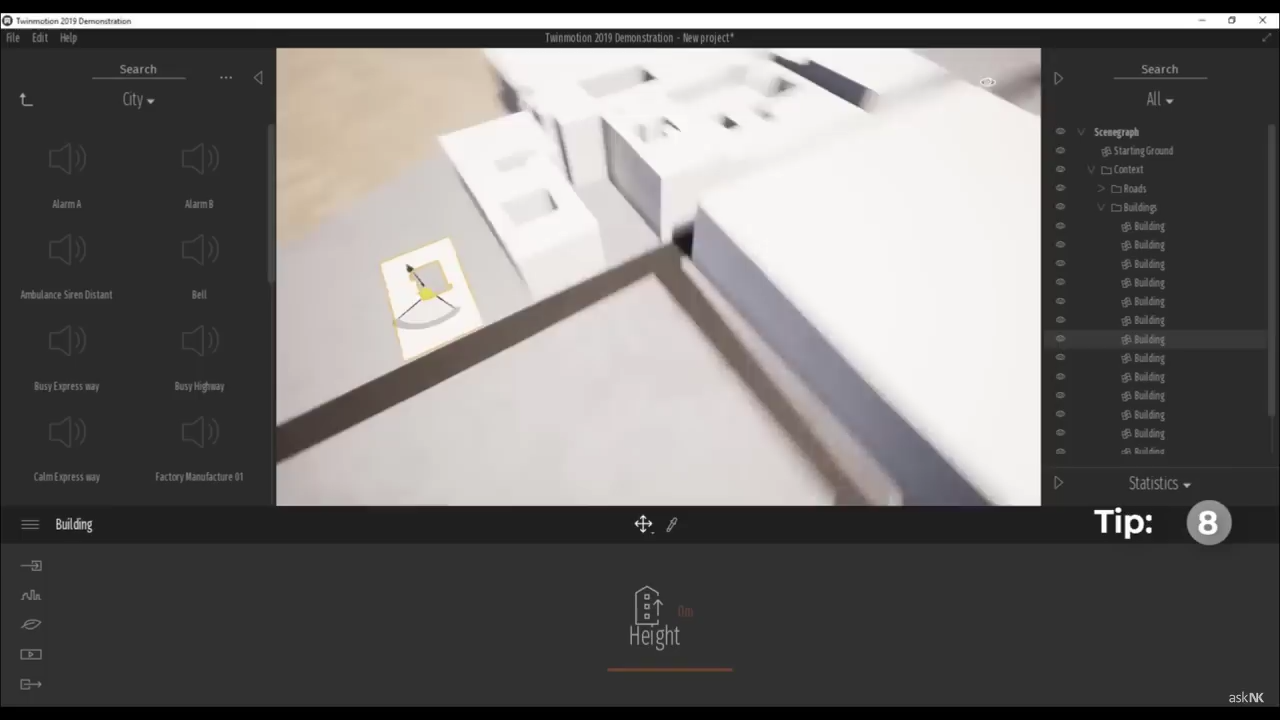 Twinmotion 2019 Demonstration
File Edit Help
Twinmotion 2019 Demonstration - New project*
Search
...
City
Alarm A
Alarm B
Ambulance Siren Distant
Bell
Busy Express way
Busy Highway
Calm Express way
Factory Manufacture 01
Search
All
Scenegraph
Starting Ground
Context
Roads
Buildings
Building
Building
Building
Building
Building
Building
Building
Building
Building
Building
Building
Building
Building
Statistics
Building
Tip: 8
0m
Height
askNK